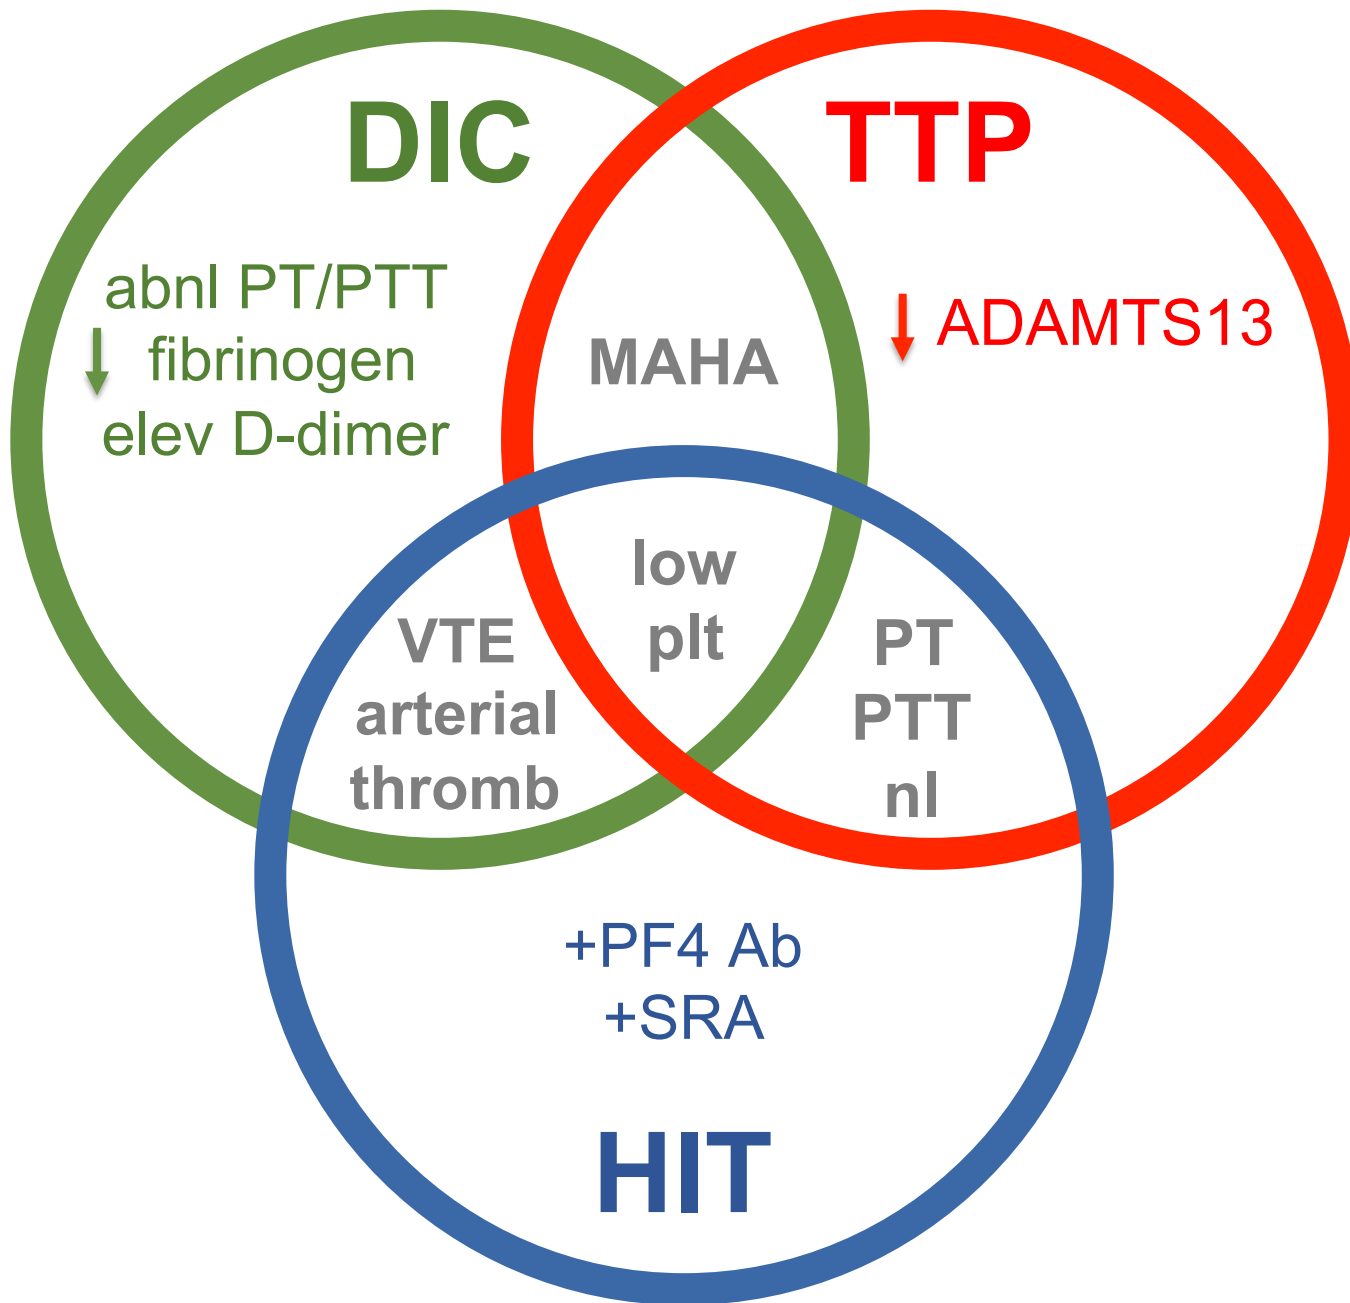 DIC
TTP
abnl PT/PTT
fibrinogen
elev D-dimer
ADAMTS13
MAHA
low
plt
VTE
arterial
thromb
PT
PTT
nl
+PF4 Ab
+SRA
HIT